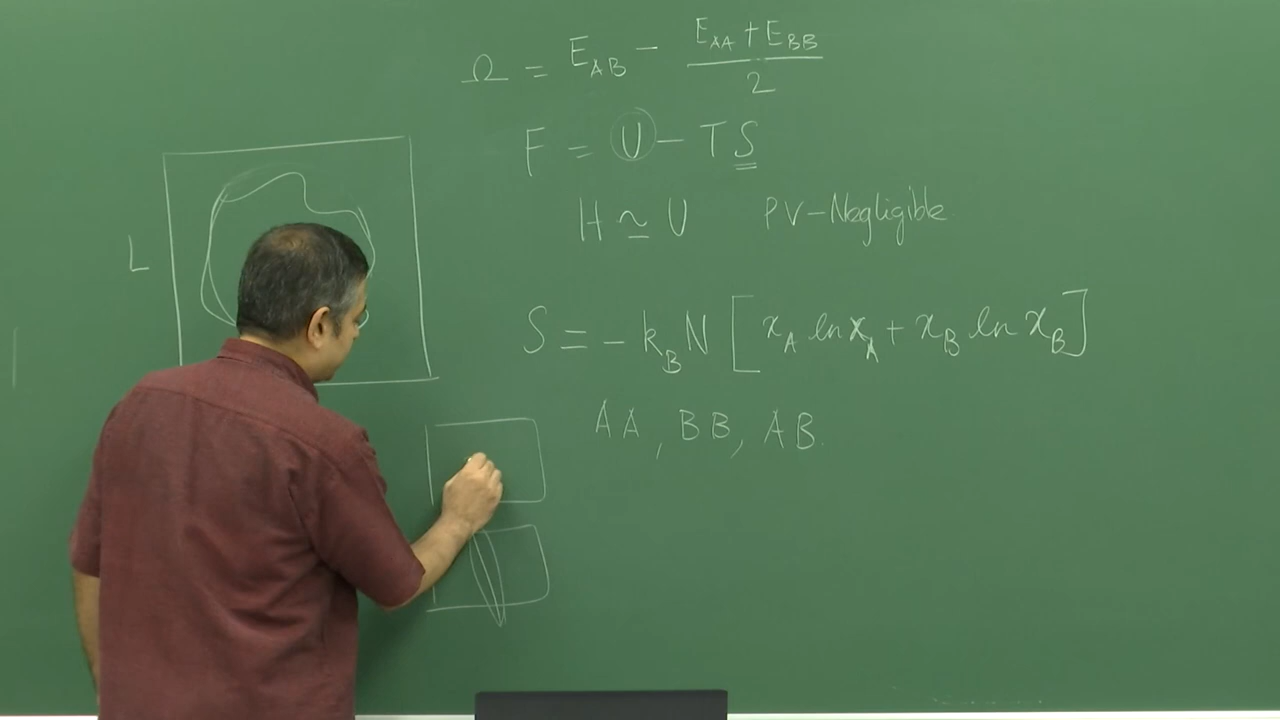 Ω = E_AB - (E_AA + E_BB)/2
F = U - TS
H ≃ U PV-Negligible
L
S = -k_B N [x_A ln x_A + x_B ln x_B]
AA, BB, AB.